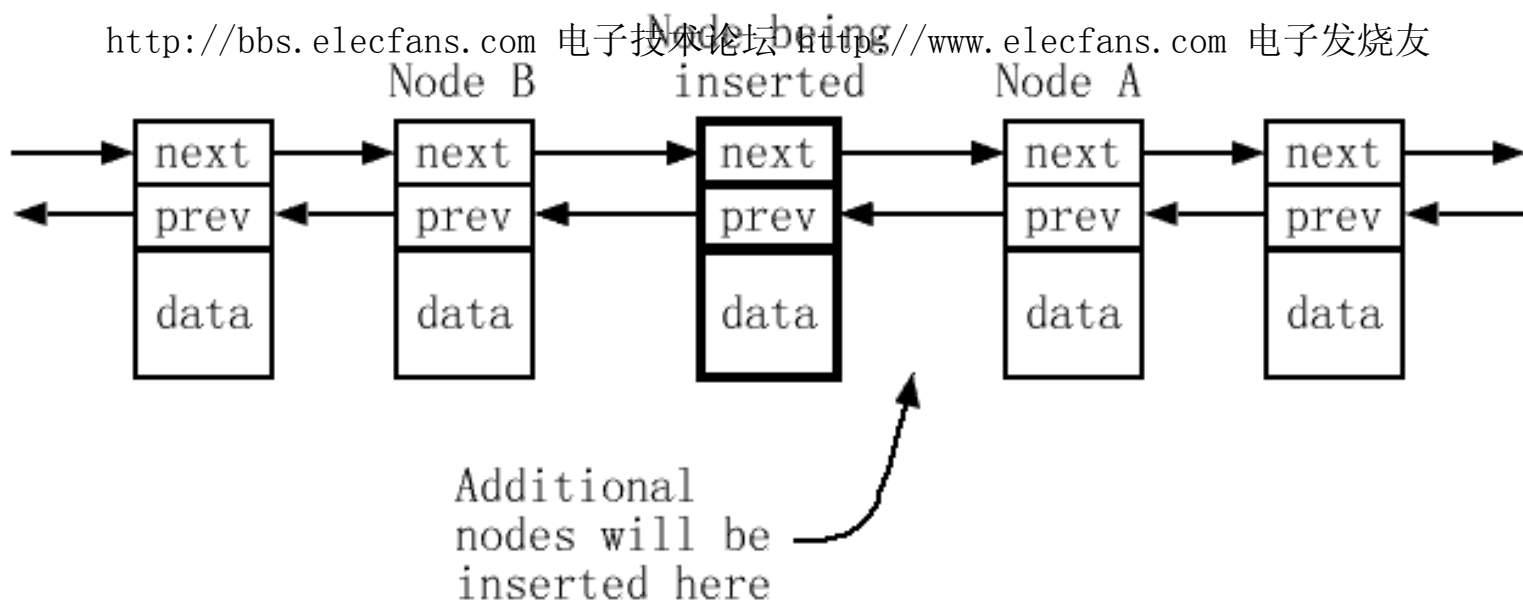 http://bbs.elecfans.com 电子技术论坛 http://www.elecfans.com 电子发烧友
Node being
inserted
Node B
Node A
next
next
next
next
next
prev
prev
prev
prev
prev
data
data
data
data
data
Additional
nodes will be
inserted here